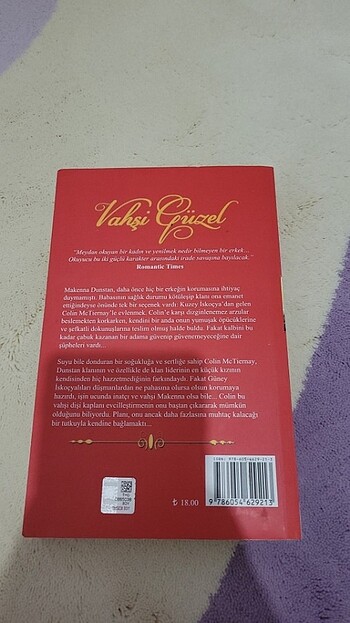 Vahşi Güzel
"Meydan okuyan bir kadın ve yenilmek nedir bilmeyen bir erkek...
Okuyucu bu iki güçlü karakter arasındaki irade savaşına bayılacak."
Romantic Times
Makenna Dunstan, daha önce hiç bir erkeğin korumasına ihtiyaç
duymamıştı. Babasının sağlık durumu kötüleşip klanı ona emanet
ettiğindeyse önünde tek bir seçenek vardı. Kuzey İskoçya'dan gelen
Colin McTiernay'le evlenmek. Colin'e karşı dizginlenemez arzular
beslemekten korkarken, kendini bir anda onun yumuşak öpücüklerine
ve şefkatli dokunuşlarına teslim olmuş halde buldu. Fakat kalbini bu
kadar çabuk kazanan bir adama güvenip güvenemeyeceğine dair
şüpheleri vardı...
Suyu bile donduran bir soğukluğa ve sertliğe sahip Colin McTiernay,
Dunstan klanının ve özellikle de klan liderinin en küçük kızının
kendisinden hiç hazzetmediğinin farkındaydı. Fakat Güney
İskoçyalıları düşmanlardan ne pahasına olursa olsun korumaya
hazırdı, işin ucunda inatçı ve vahşi Makenna olsa bile... Colin bu
vahşi dişi kaplanı evcilleştirmenin onu baştan çıkararak mümkün
olduğunu biliyordu. Planı, onu ancak daha fazlasına muhtaç kalacağı
bir tutkuyla kendine bağlamaktı...
₺ 18.00
9 786054 629213